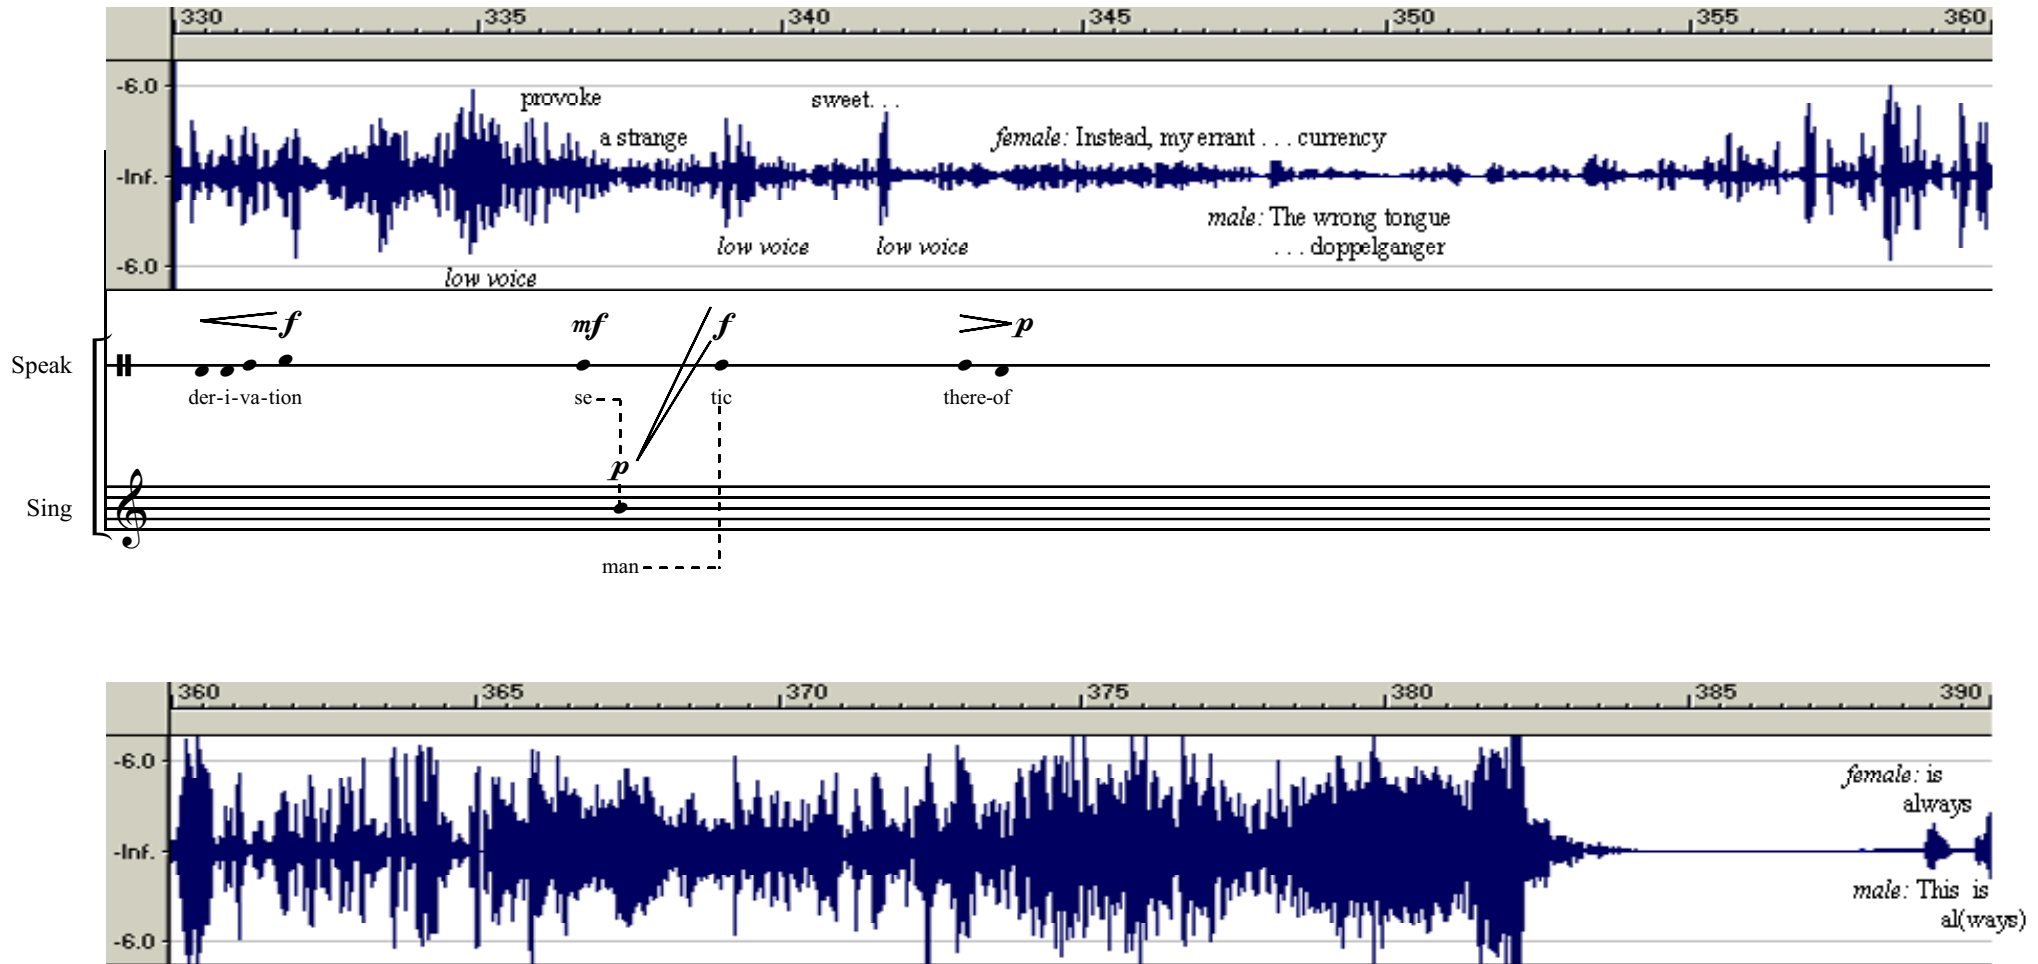 330 335 340 345 350 355 360
-6.0
provoke
sweet. . .
a strange
female: Instead, my errant . . . currency
-Inf.
male: The wrong tongue
low voice
low voice
. . . doppelganger
-6.0
low voice
f
mf
f
p
Speak
der-i-va-tion
se
tic
there-of
p
Sing
man
360 365 370 375 380 385 390
-6.0
female: is
always
-Inf.
male: This is
al(ways)
-6.0